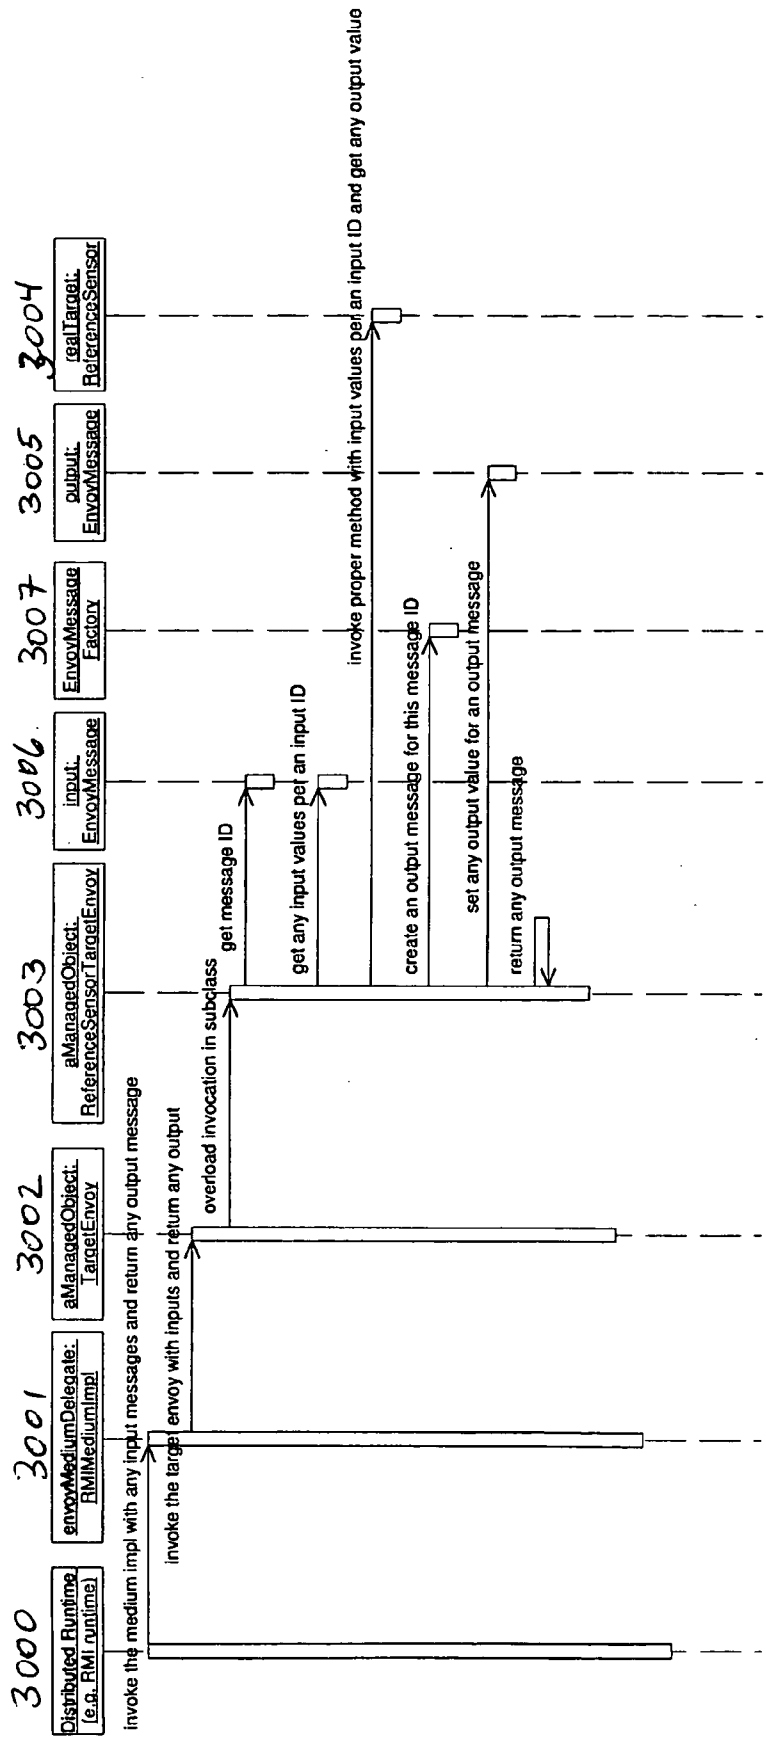 3000
3001
3002
3003
3006.
3007
3005
3004
Distributed Runtime
(e.g. RMI runtime)
envoyMediumDelegate:
RMIMediumImpl
aManagedObject:
TargetEnvoy
aManagedObject:
ReferenceSensorTargetEnvoy
input:
EnvoyMessage
EnvoyMessage
Factory
output:
EnvoyMessage
realTarget:
ReferenceSensor
invoke the medium impl with any input messages and return any output message
invoke the target envoy with inputs and return any output
overload invocation in subclass
get message ID
get any input values per an input ID
invoke proper method with input values per an input ID and get any output value
create an output message for this message ID
set any output value for an output message
return any output message